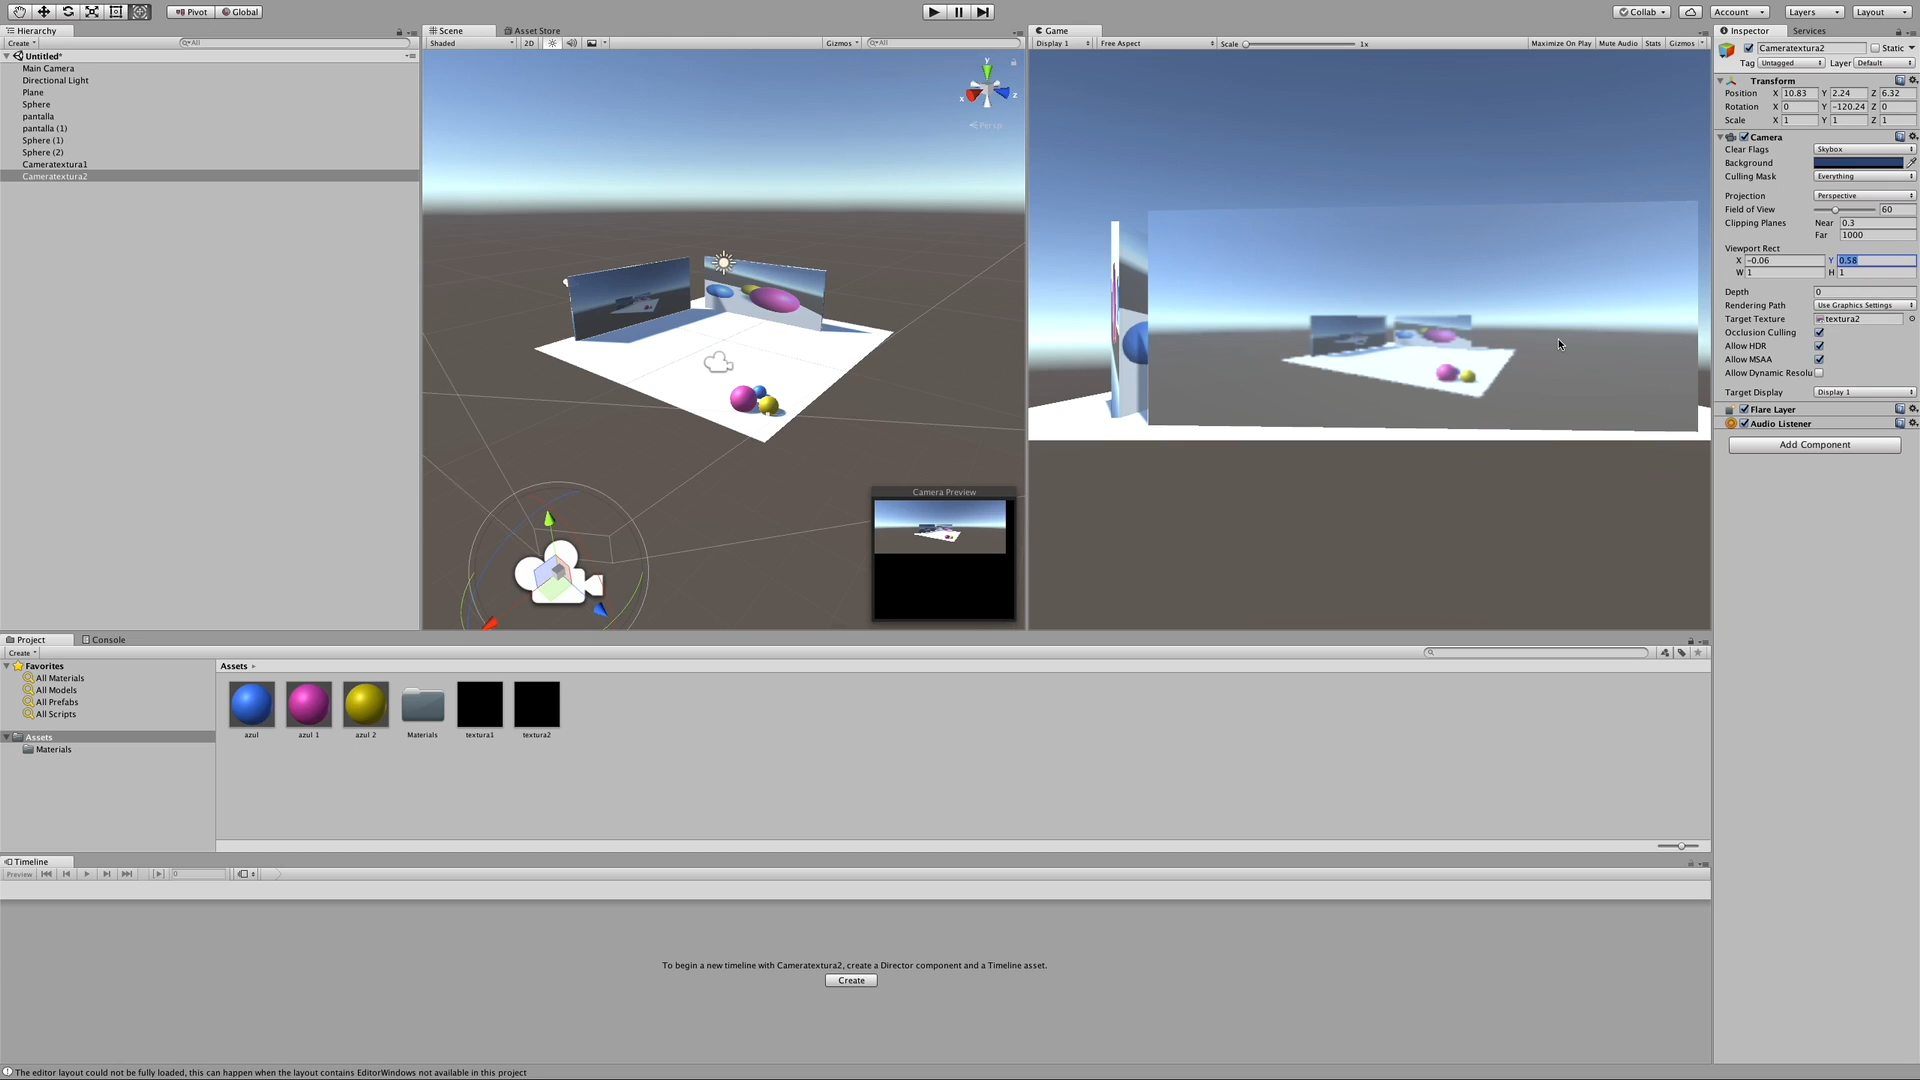 Pivot Global Collab Account Layers Layout
Hierarchy
Create All
Untitled*
Main Camera
Directional Light
Plane
Sphere
pantalla
pantalla (1)
Sphere (1)
Sphere (2)
Cameratextura1
Cameratextura2
Scene Asset Store
Shaded 2D Gizmos All
y
x z
Persp
Camera Preview
Game
Display 1 Free Aspect Scale 1x Maximize On Play Mute Audio Stats Gizmos
Inspector Services
Cameratextura2 Static
Tag Untagged Layer Default
Transform
Position X 10.83 Y 2.24 Z 6.32
Rotation X 0 Y -120.24 Z 0
Scale X 1 Y 1 Z 1
Camera
Clear Flags Skybox
Background
Culling Mask Everything
Projection Perspective
Field of View 60
Clipping Planes Near 0.3
Far 1000
Viewport Rect
X -0.06 Y 0.58
W 1 H 1
Depth 0
Rendering Path Use Graphics Settings
Target Texture textura2
Occlusion Culling
Allow HDR
Allow MSAA
Allow Dynamic Resolu
Target Display Display 1
Flare Layer
Audio Listener
Add Component
Project Console
Create
Favorites
All Materials
All Models
All Prefabs
All Scripts
Assets
Materials
Assets
azul azul 1 azul 2 Materials textura1 textura2
Timeline
Preview 0
To begin a new timeline with Cameratextura2, create a Director component and a Timeline asset.
Create
The editor layout could not be fully loaded, this can happen when the layout contains EditorWindows not available in this project